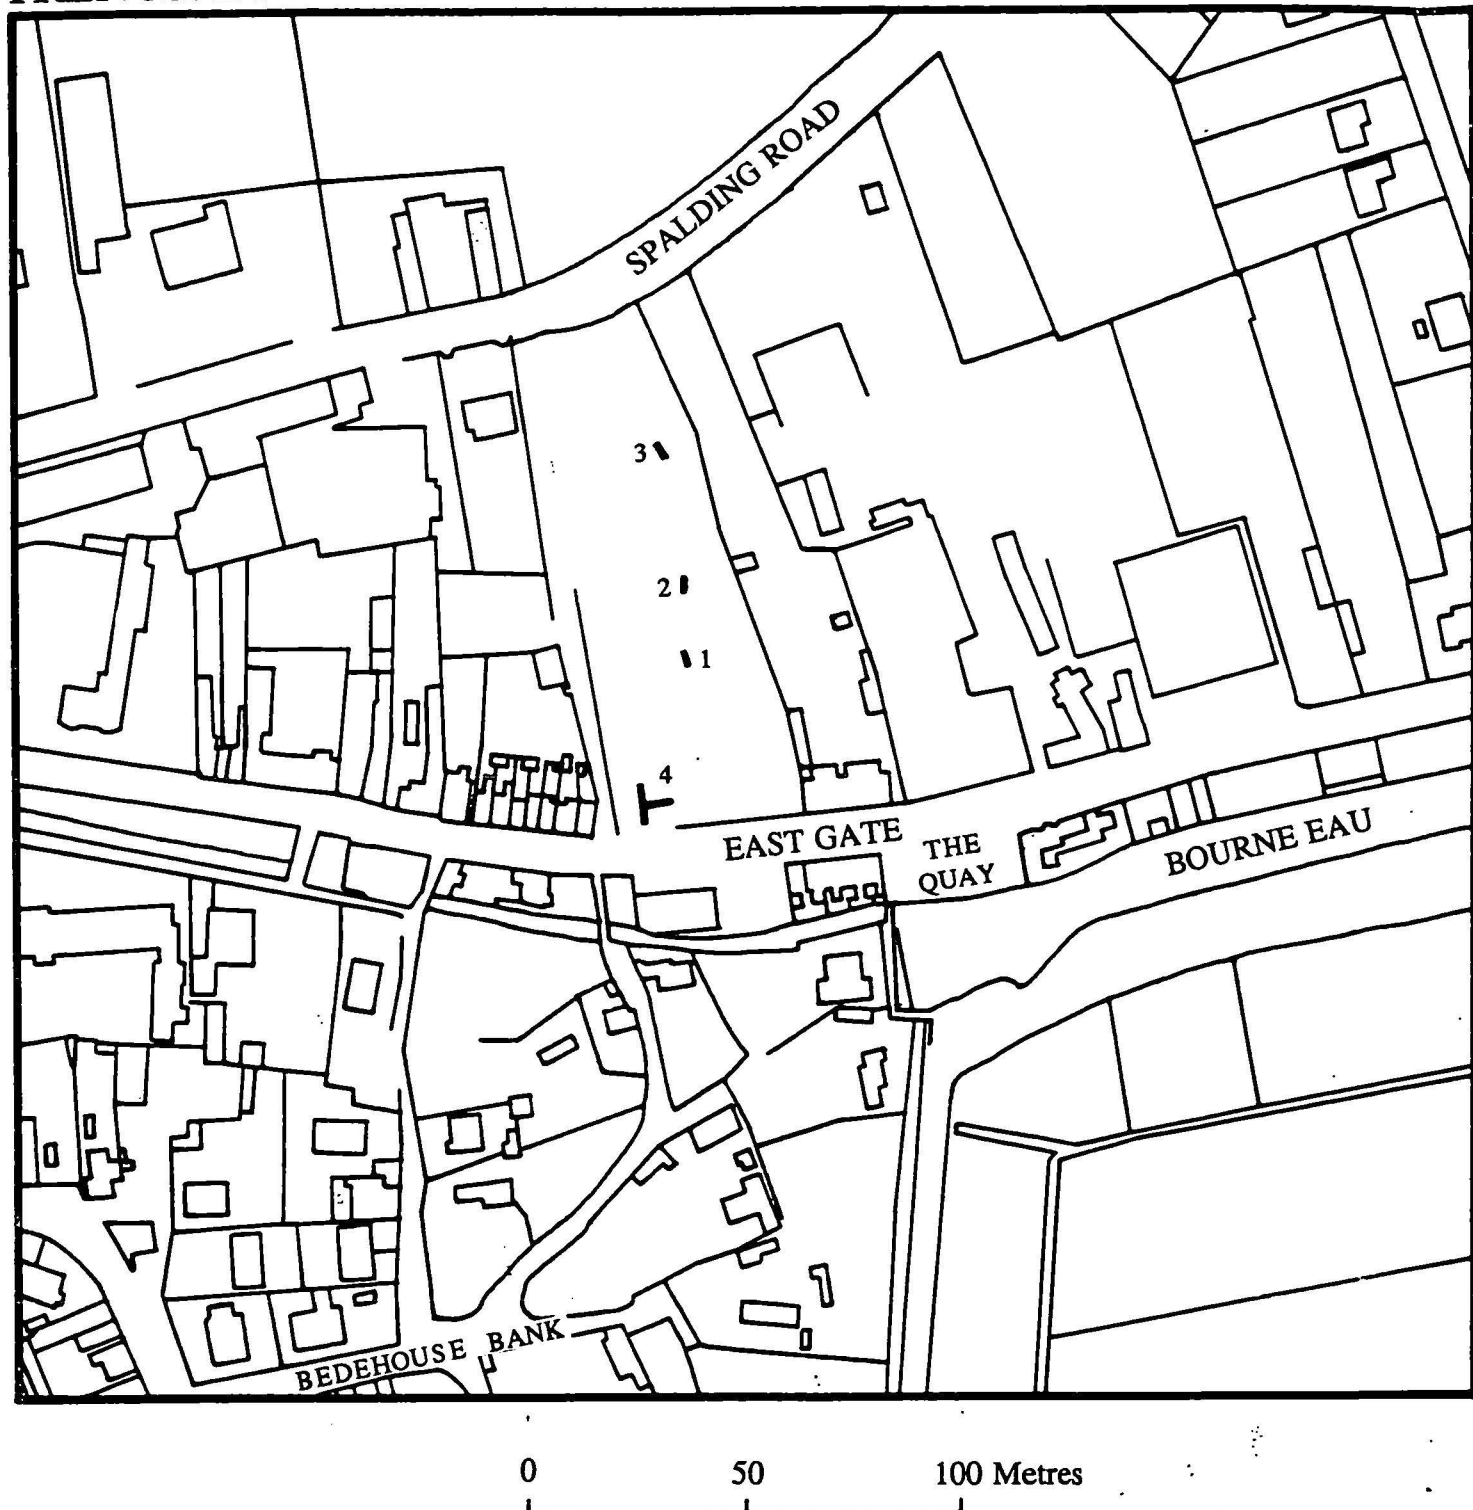 SPALDING ROAD
3
2
1
4
EAST GATE
THE
QUAY
BOURNE EAU
BEDEHOUSE BANK
0 50 100 Metres